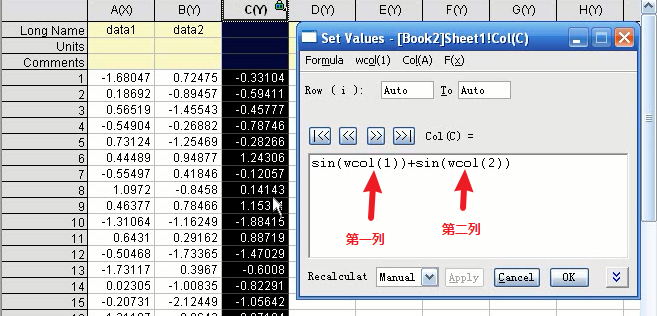 A(X) B(Y) C(Y) D(Y) E(Y) F(Y) G(Y) H(Y)
Long Name data1 data2
Units
Comments
1 -1.68047 0.72475 -0.33104
2 0.18692 -0.89457 -0.59411
3 0.56519 -1.45543 -0.45777
4 -0.54904 -0.26882 -0.78746
5 0.73124 -1.25469 -0.28266
6 0.44489 0.94877 1.24306
7 -0.55497 0.41846 -0.12057
8 1.0972 -0.8458 0.14143
9 0.46377 0.78466
10 -1.31064 -1.16249 -1.88415
11 0.6431 0.29162 0.88719
12 -0.50468 -1.73365 -1.47029
13 -1.73117 0.3967 -0.6008
14 0.02305 -1.00835 -0.82291
15 -0.20731 -2.12449 -1.05642
Set Values - [Book2]Sheet1!Col(C)
Formula wcol(1) Col(A) F(x)
Row (i): Auto To Auto
Col(C) =
sin(wcol(1))+sin(wcol(2))
第一列 第二列
Recalculat Manual Apply Cancel OK